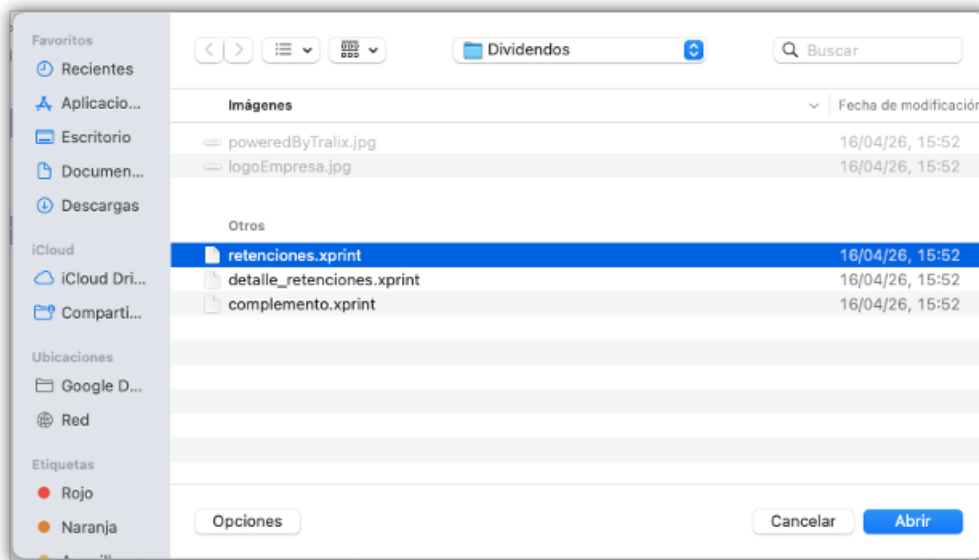 Favoritos
Recientes
Aplicacio...
Escritorio
Documen...
Descargas
iCloud
iCloud Dri...
Comparti...
Ubicaciones
Google D...
Red
Etiquetas
Rojo
Naranja
Dividendos
Buscar
Imágenes
Fecha de modificación
poweredByTralix.jpg 16/04/26, 15:52
logoEmpresa.jpg 16/04/26, 15:52
Otros
retenciones.xprint 16/04/26, 15:52
detalle_retenciones.xprint 16/04/26, 15:52
complemento.xprint 16/04/26, 15:52
Opciones
Cancelar
Abrir